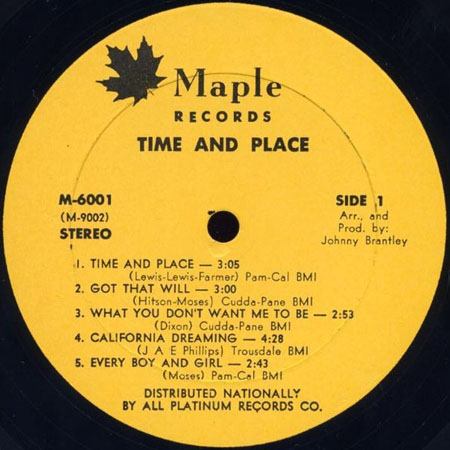 Maple
RECORDS
TIME AND PLACE
M-6001
(M-9002)
STEREO
SIDE 1
Arr., and
Prod. by:
Johnny Brantley
1. TIME AND PLACE — 3:05
(Lewis-Lewis-Farmer) Pam-Cal BMI
2. GOT THAT WILL — 3:00
(Hitson-Moses) Cudda-Pane BMI
3. WHAT YOU DON'T WANT ME TO BE — 2:53
(Dixon) Cudda-Pane BMI
4. CALIFORNIA DREAMING — 4:28
(J A E Phillips) Trousdale BMI
5. EVERY BOY AND GIRL — 2:43
(Moses) Pam-Cal BMI
DISTRIBUTED NATIONALLY
BY ALL PLATINUM RECORDS CO.